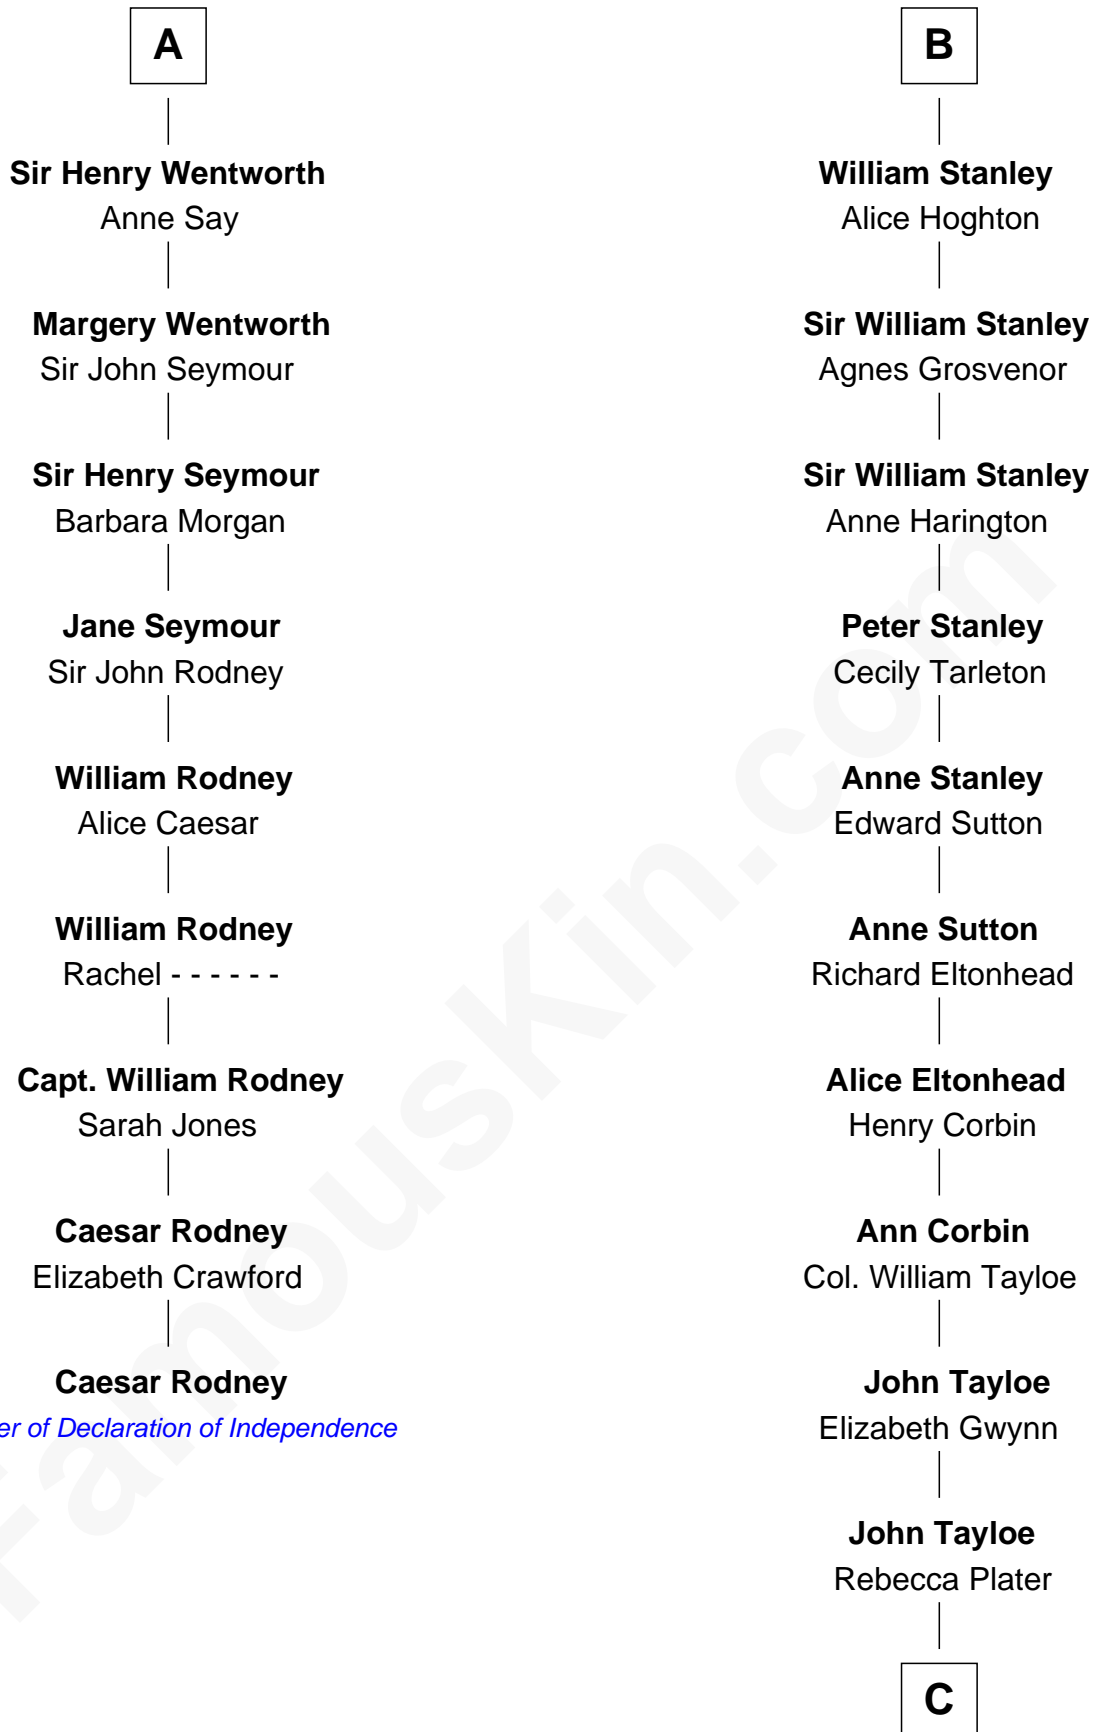 A
Sir Henry Wentworth
Anne Say
Margery Wentworth
Sir John Seymour
Sir Henry Seymour
Barbara Morgan
Jane Seymour
Sir John Rodney
William Rodney
Alice Caesar
William Rodney
Rachel - - - - - -
Capt. William Rodney
Sarah Jones
Caesar Rodney
Elizabeth Crawford
Caesar Rodney
er of Declaration of Independence
B
William Stanley
Alice Hoghton
Sir William Stanley
Agnes Grosvenor
Sir William Stanley
Anne Harington
Peter Stanley
Cecily Tarleton
Anne Stanley
Edward Sutton
Anne Sutton
Richard Eltonhead
Alice Eltonhead
Henry Corbin
Ann Corbin
Col. William Tayloe
John Tayloe
Elizabeth Gwynn
John Tayloe
Rebecca Plater
C
FamousKin.com